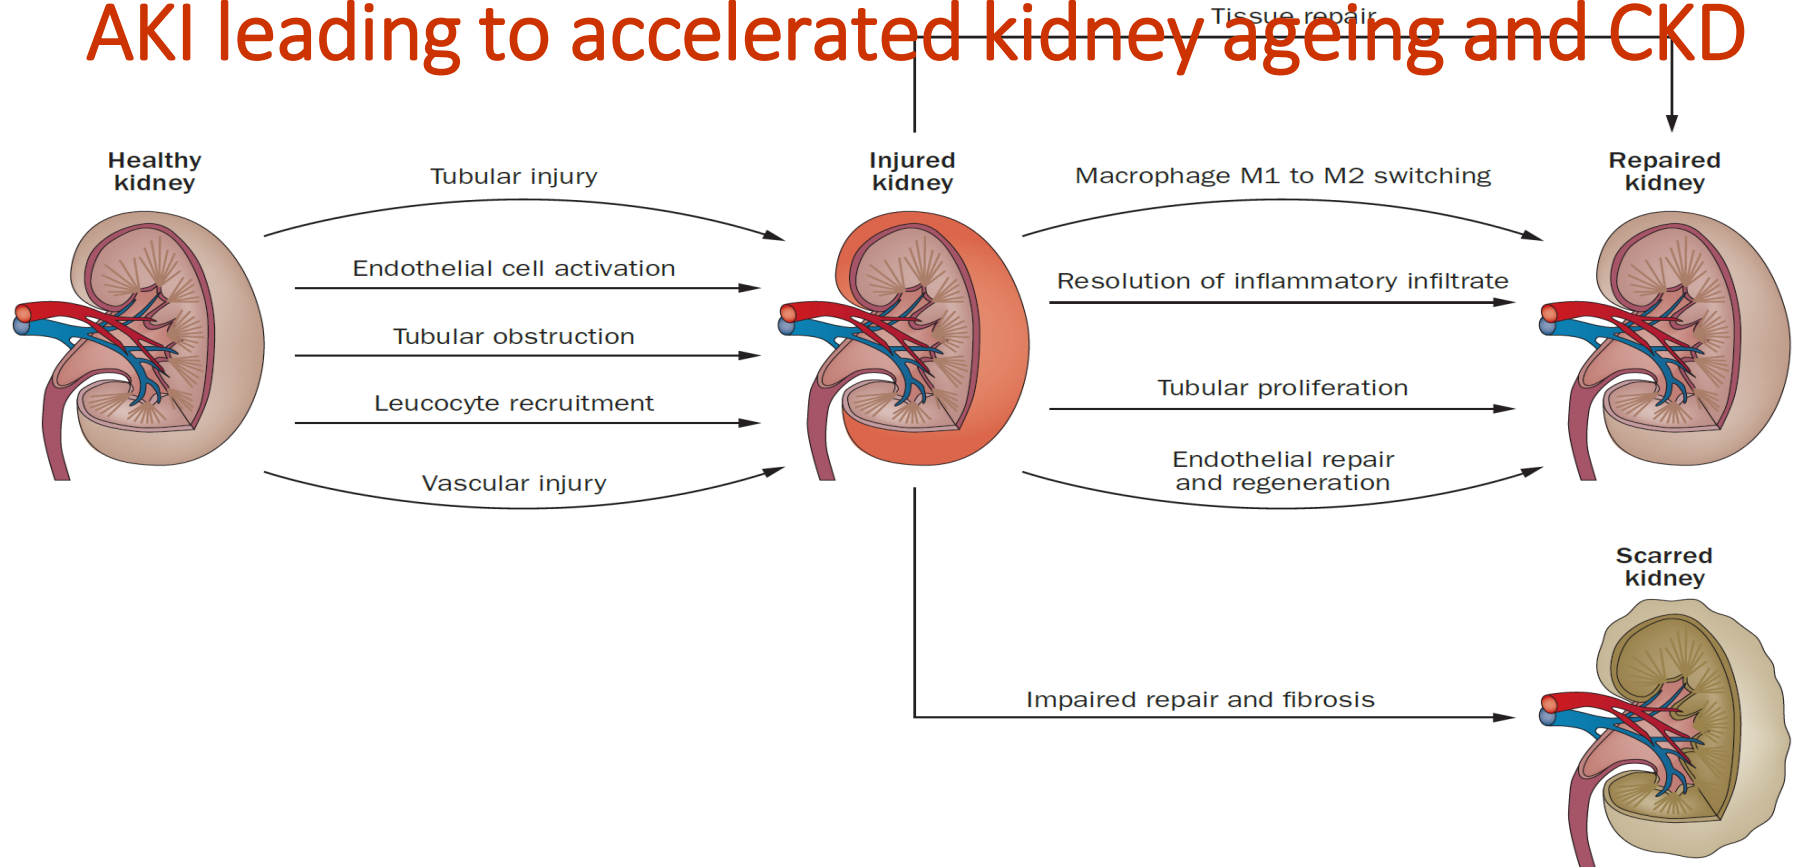 AKI leading to accelerated kidney ageing and CKD
Tissue repair
Healthy
kidney
Tubular injury
Endothelial cell activation
Tubular obstruction
Leucocyte recruitment
Vascular injury
Injured
kidney
Macrophage M1 to M2 switching
Resolution of inflammatory infiltrate
Tubular proliferation
Endothelial repair
and regeneration
Repaired
kidney
Impaired repair and fibrosis
Scarred
kidney